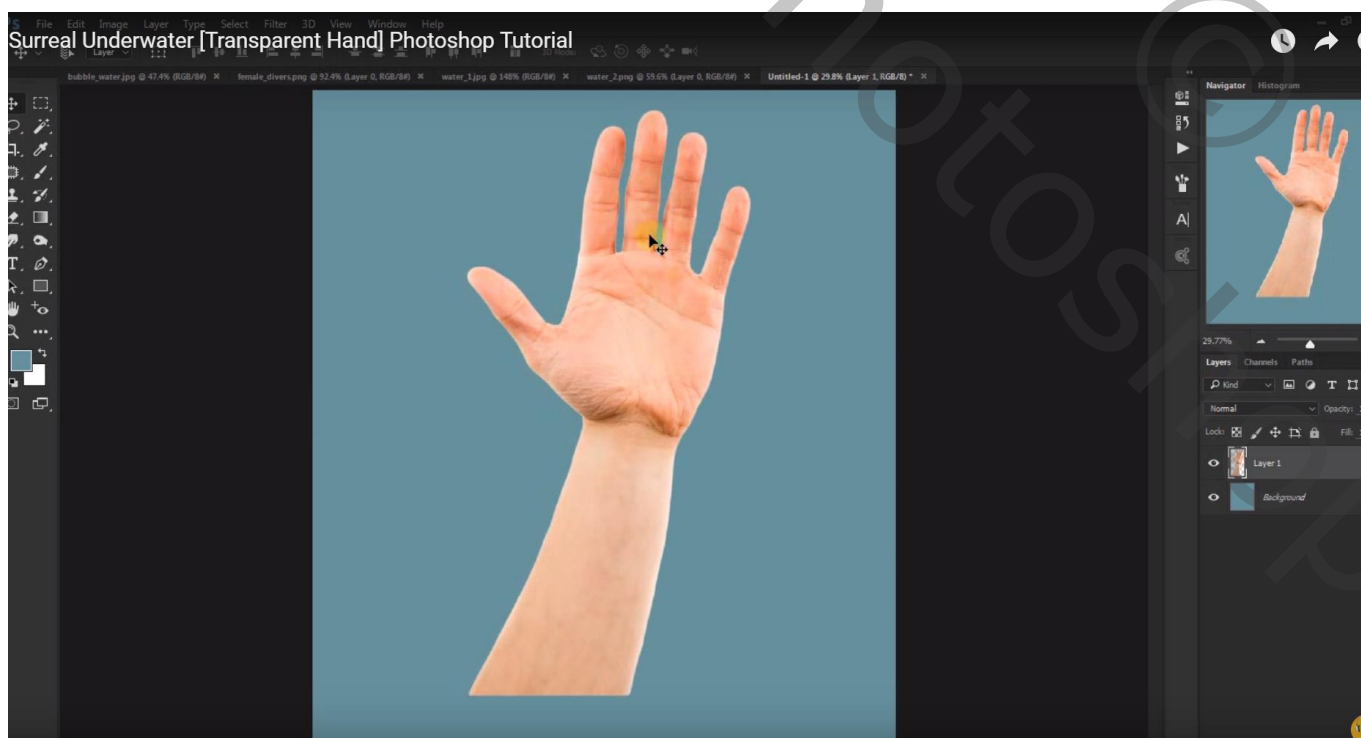 File Edit Image Layer Type Select Filter 3D View Window Help
Surreal Underwater [Transparent Hand] Photoshop Tutorial
Layer
bubble_water.jpg @ 47.4% (RGB/8#) × female_divers.png @ 92.4% (Layer 0, RGB/8#) × water_1.jpg @ 148% (RGB/8#) × water_2.png @ 59.6% (Layer 0, RGB/8#) × Untitled-1 @ 29.8% (Layer 1, RGB/8) * ×
Navigator Histogram
29.77%
Layers Channels Paths
Kind
Normal Opacity:
Lock: Fill:
Layer 1
Background